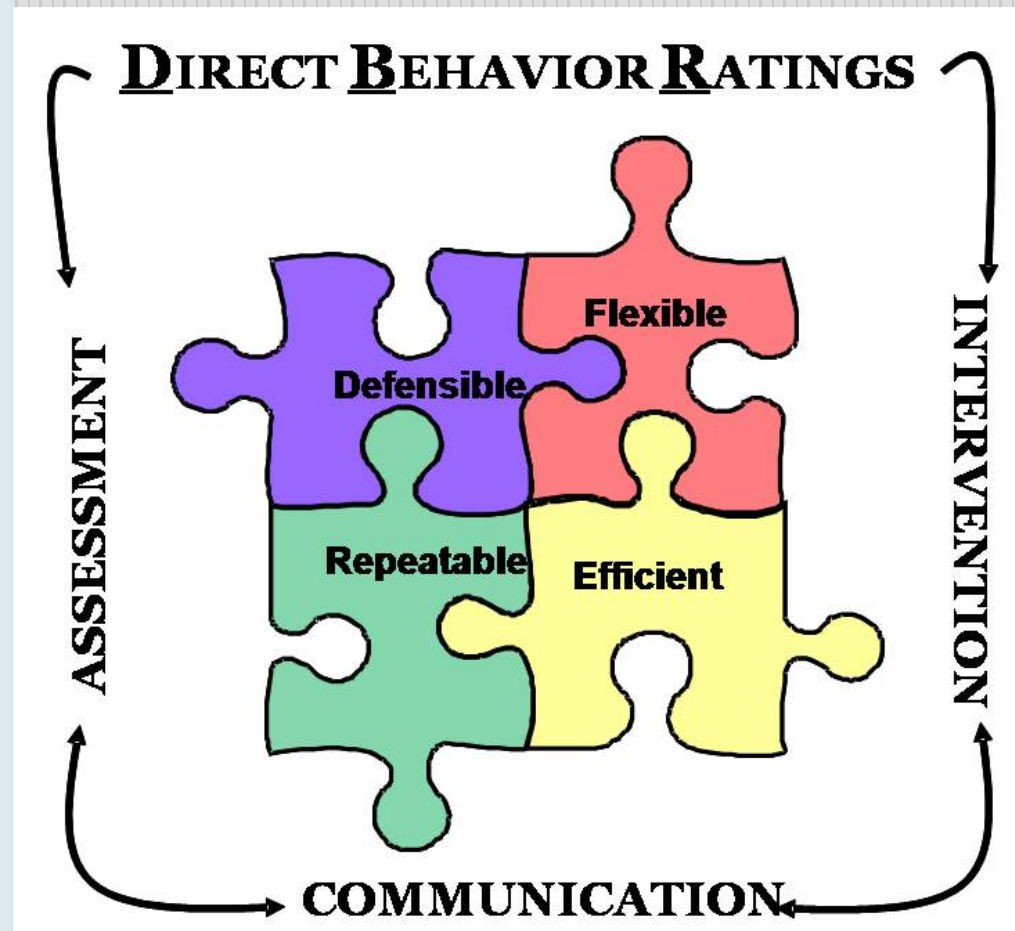 DIRECT BEHAVIOR RATINGS
Flexible
Defensible
Repeatable
Efficient
ASSESSMENT
INTERVENTION
COMMUNICATION